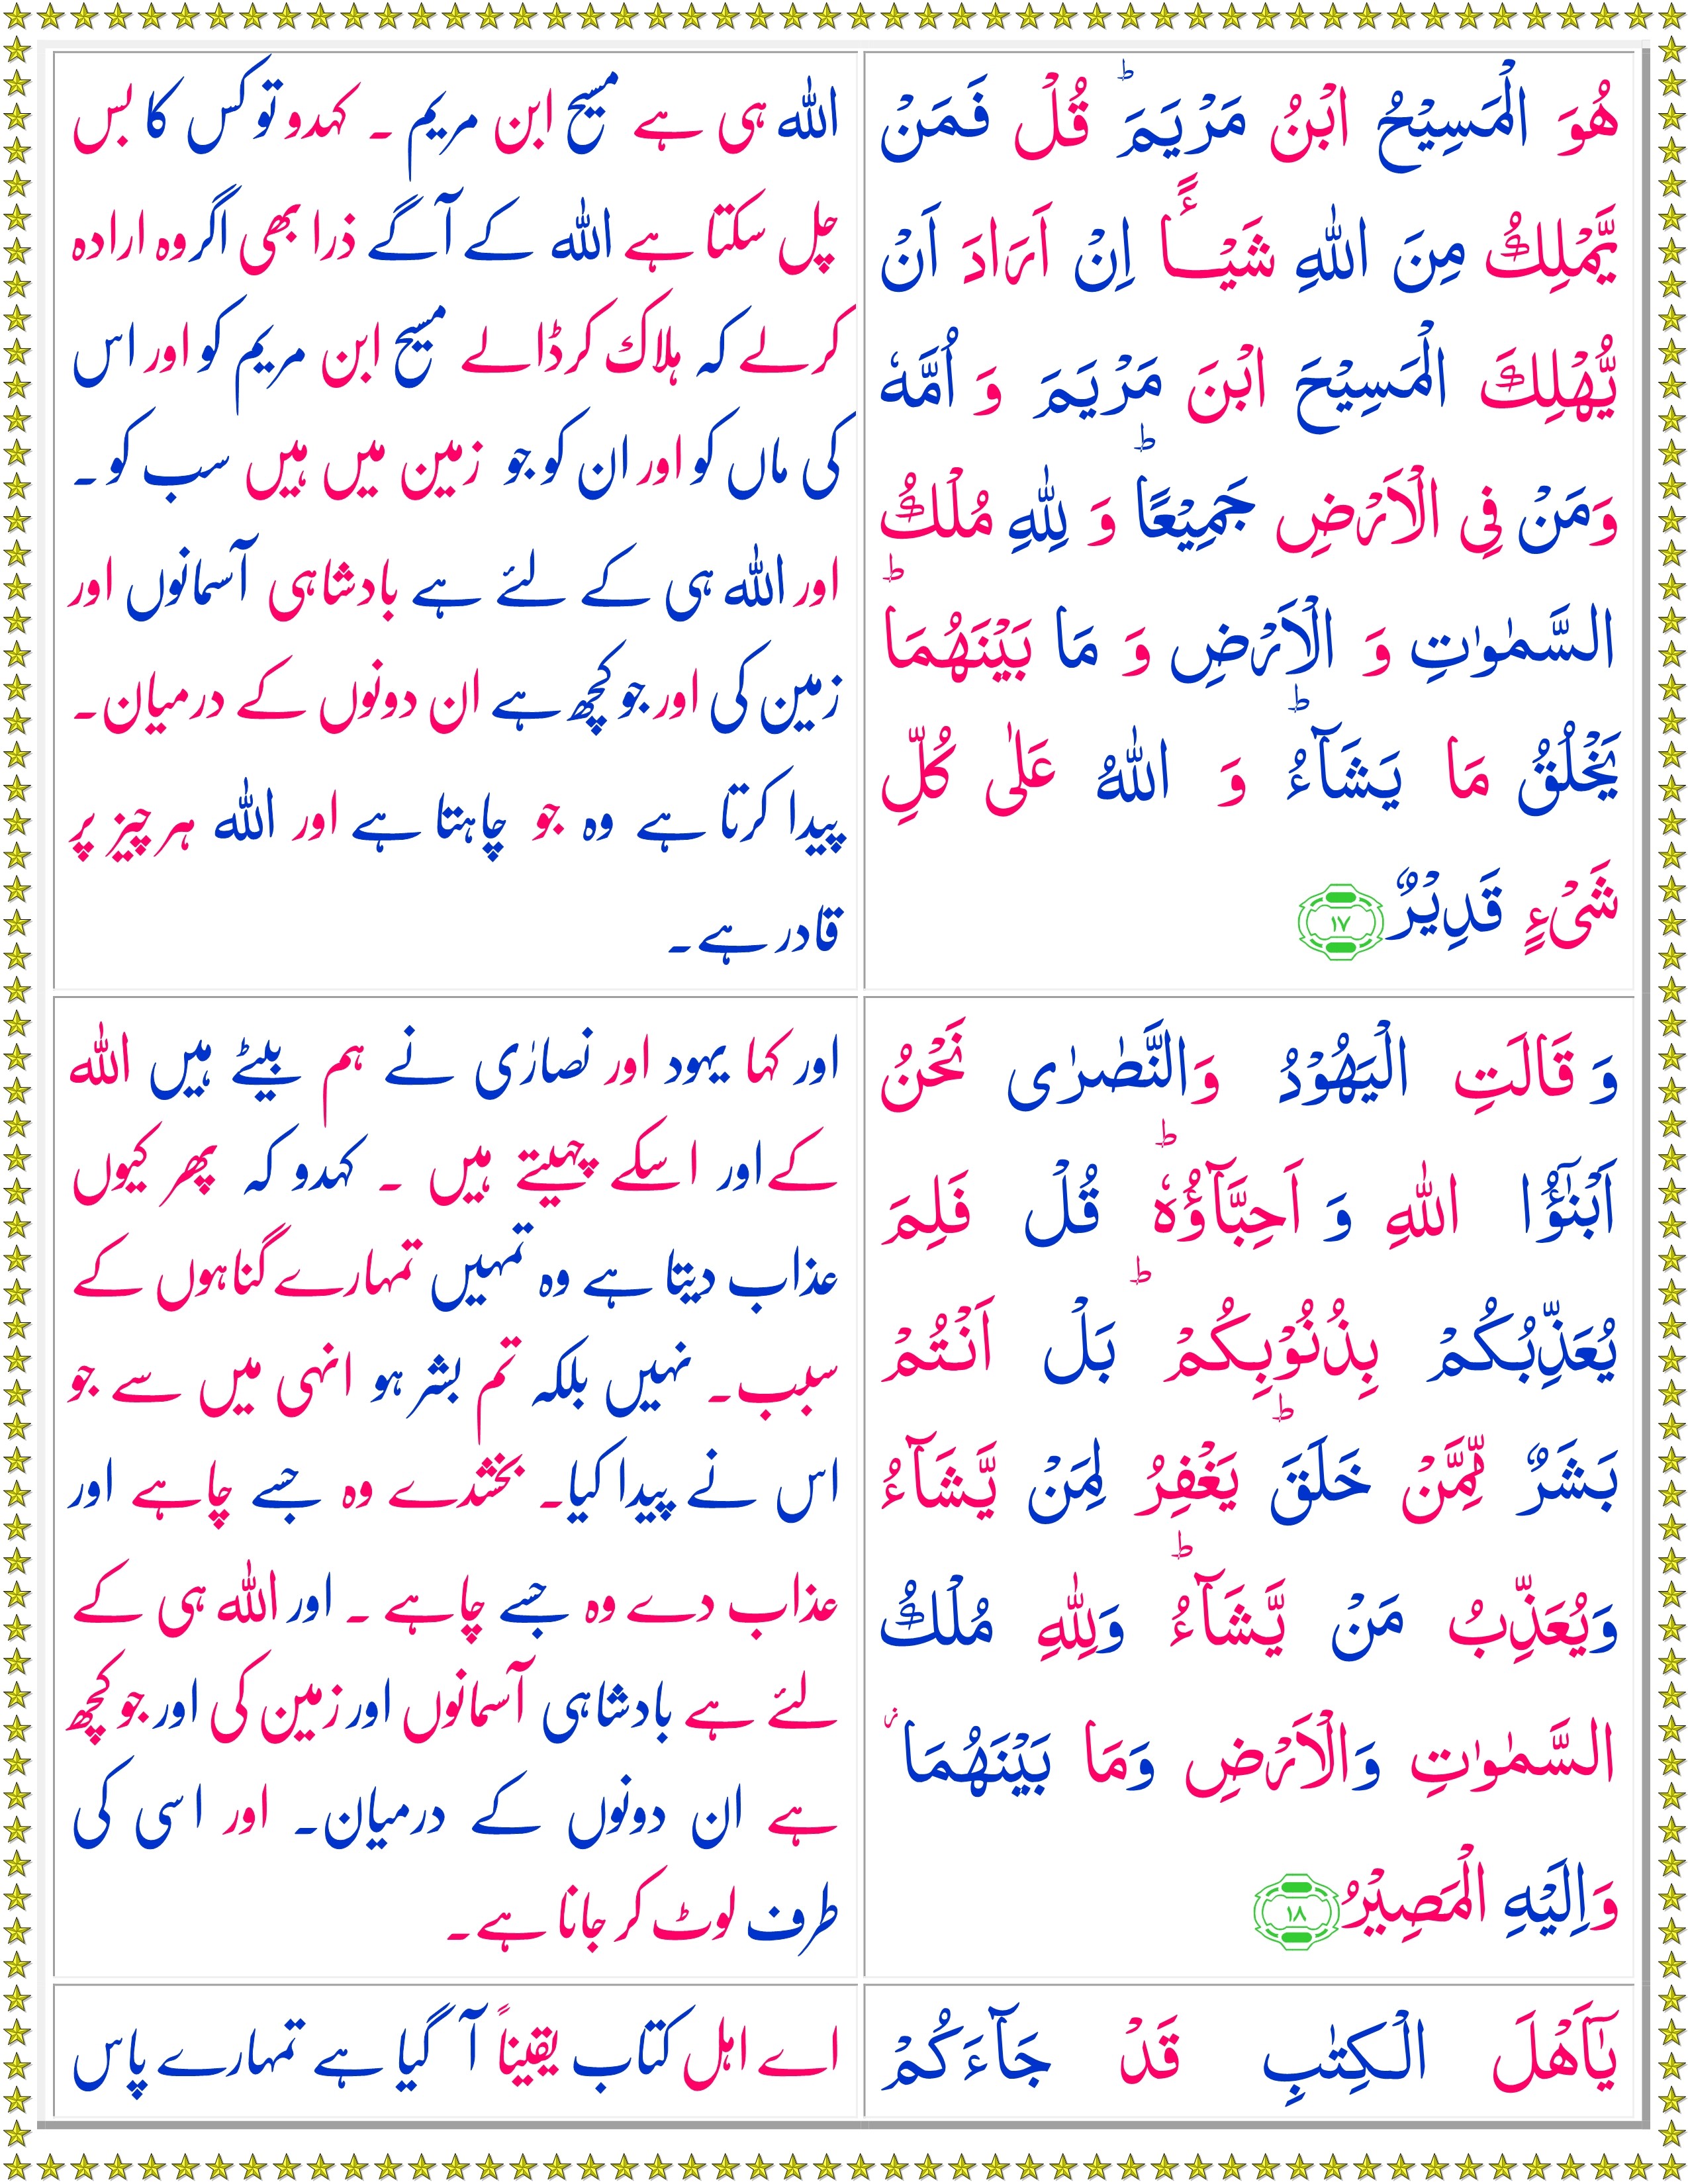 هُوَ الْمَسِيْحُ ابْنُ مَرْيَمَ ؕ قُلْ فَمَنْ
يَّمْلِكُ مِنَ اللّٰهِ شَيْـــًٔا اِنْ اَرَادَ اَنْ
يُّهْلِكَ الْمَسِيْحَ ابْنَ مَرْيَمَ وَ اُمَّهٗ
وَمَنْ فِى الْاَرْضِ جَمِيْعًا ؕ وَ لِلّٰهِ مُلْكُ
السَّمٰوٰتِ وَ الْاَرْضِ وَ مَا بَيْنَهُمَا ؕ
يَخْلُقُ مَا يَشَآءُ ؕ وَ اللّٰهُ عَلٰى كُلِّ
شَىْءٍ قَدِيْرٌ ١٧
اللہ ہی ہے مسیح ابن مریم ۔ کہدو تو کس کا بس
چل سکتا ہے اللہ کے آگے ذرا بھی اگر وہ ارادہ
کرلے کہ ہلاک کرڈالے مسیح ابن مریم کو اور اس
کی ماں کو اور ان کو جو زمین میں ہیں سب کو۔
اور اللہ ہی کے لئے ہے بادشاہی آسمانوں اور
زمین کی اور جو کچھ ہے ان دونوں کے درمیان۔
پیدا کرتا ہے وہ جو چاہتا ہے اور اللہ ہر چیز پر
قادر ہے۔
وَ قَالَتِ الْيَهُوْدُ وَالنَّصٰرٰى نَحْنُ
اَبْنٰٓؤُا اللّٰهِ وَ اَحِبَّآؤُهٗ ؕ قُلْ فَلِمَ
يُعَذِّبُكُمْ بِذُنُوْبِكُمْ ؕ بَلْ اَنْتُمْ
بَشَرٌ مِّمَّنْ خَلَقَ ؕ يَغْفِرُ لِمَنْ يَّشَآءُ
وَيُعَذِّبُ مَنْ يَّشَآءُ ؕ وَلِلّٰهِ مُلْكُ
السَّمٰوٰتِ وَالْاَرْضِ وَمَا بَيْنَهُمَا ۫
وَاِلَيْهِ الْمَصِيْرُ ١٨
اور کہا یہود اور نصارٰی نے ہم بیٹے ہیں اللہ
کے اور اسکے چہیتے ہیں ۔ کہدو کہ پھر کیوں
عذاب دیتا ہے وہ تمہیں تمہارے گناہوں کے
سبب۔ نہیں بلکہ تم بشر ہو انہی میں سے جو
اس نے پیدا کیا۔ بخشدے وہ جسے چاہے اور
عذاب دے وہ جسے چاہے ۔ اور اللہ ہی کے
لئے ہے بادشاہی آسمانوں اور زمین کی اور جو کچھ
ہے ان دونوں کے درمیان۔ اور اسی کی
طرف لوٹ کر جانا ہے۔
يٰۤاَهْلَ الْكِتٰبِ قَدْ جَآءَكُمْ
اے اہل کتاب یقیناً آ گیا ہے تمہارے پاس